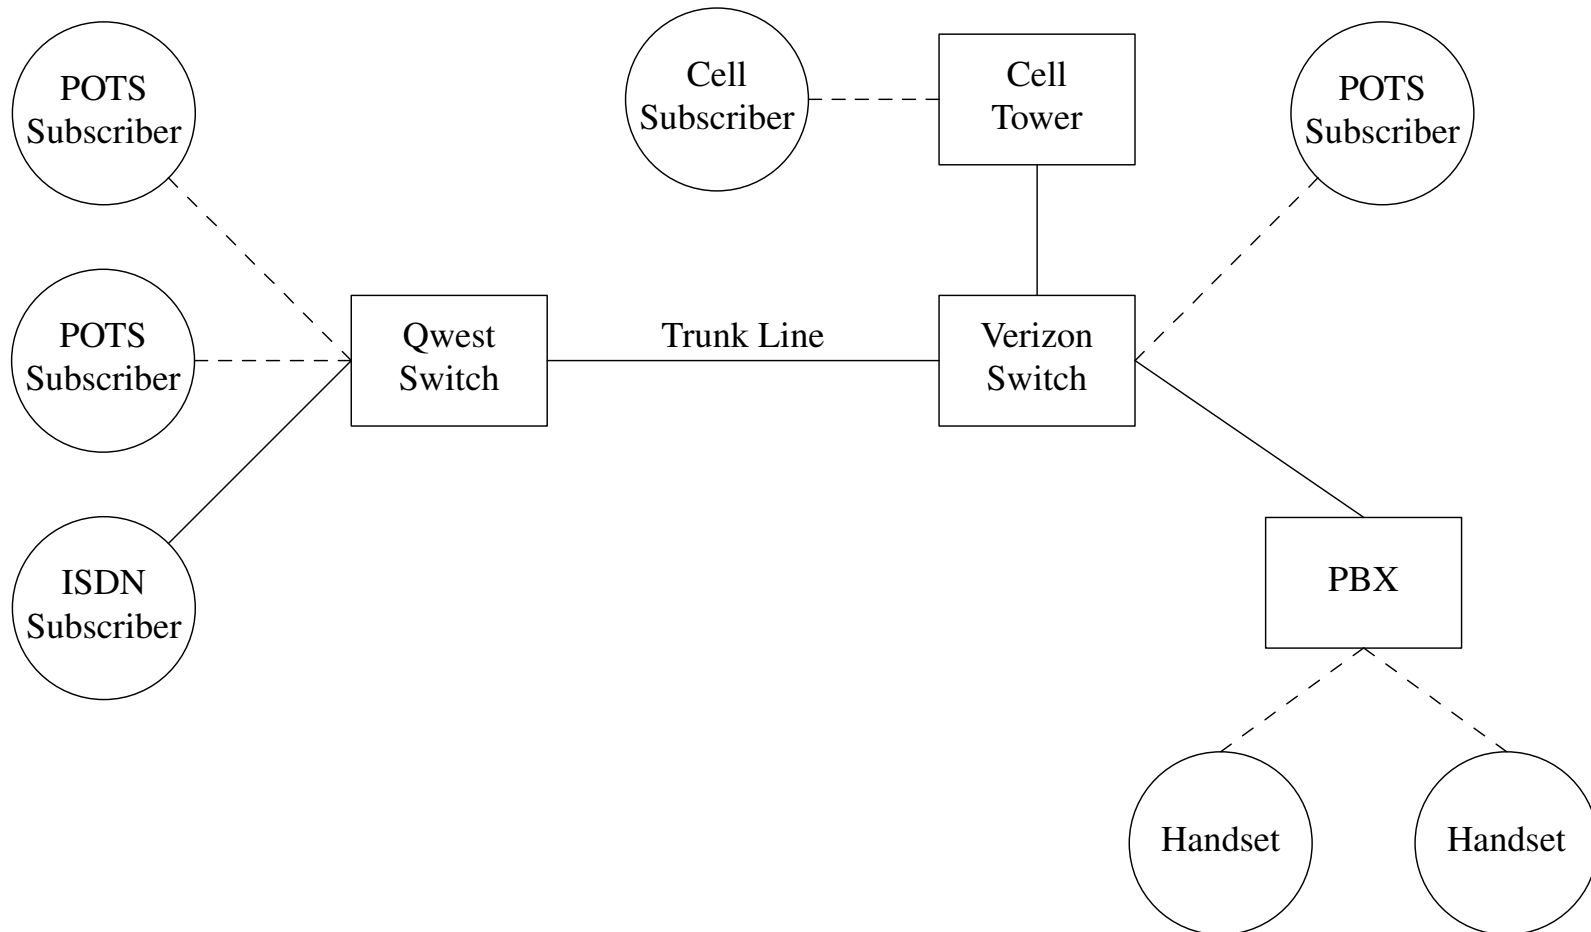 POTS
Subscriber
Cell
Subscriber
Cell
Tower
POTS
Subscriber
POTS
Subscriber
Qwest
Switch
Trunk Line
Verizon
Switch
ISDN
Subscriber
PBX
Handset
Handset